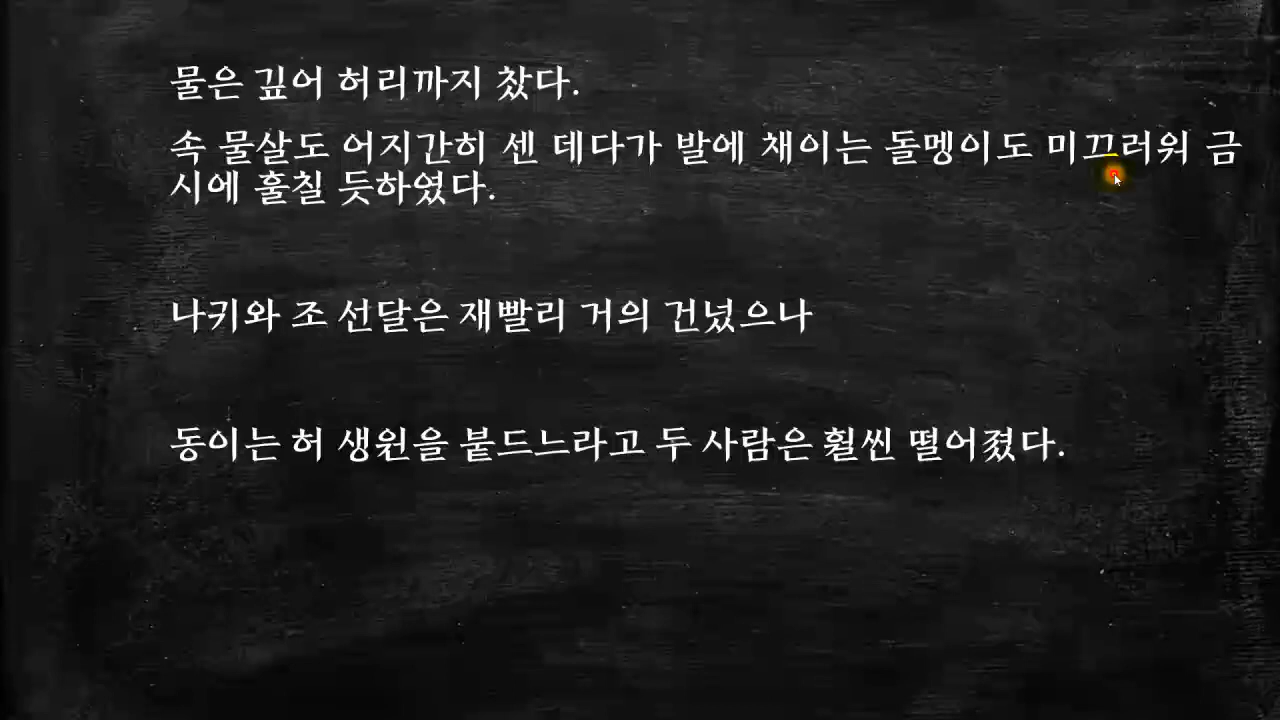 물은 깊어 허리까지 찼다.
속 물살도 어지간히 센 데다가 발에 채이는 돌멩이도 미끄러워 금
시에 훌칠 듯하였다.
나키와 조 선달은 재빨리 거의 건넜으나
동이는 허 생원을 붙드느라고 두 사람은 훨씬 떨어졌다.